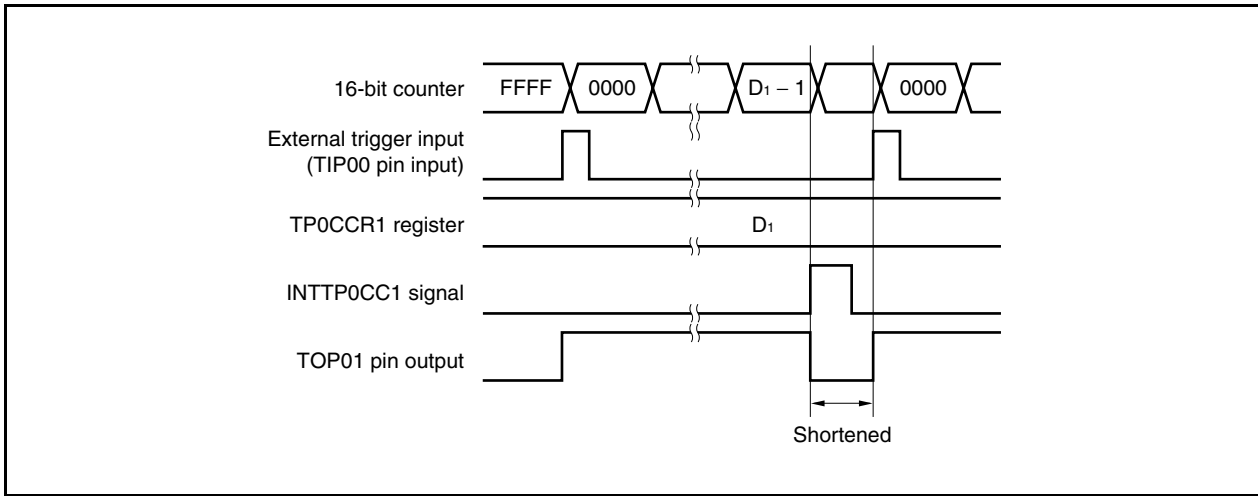 16-bit counter FFFF 0000 D₁ – 1 0000
External trigger input
(TIP00 pin input)
TP0CCR1 register D₁
INTTP0CC1 signal
TOP01 pin output
Shortened